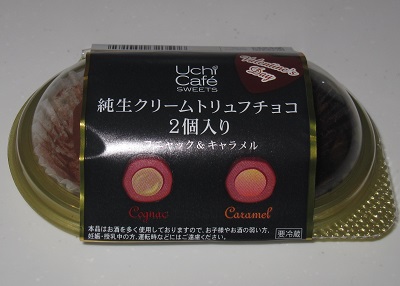 Uchi
Café
SWEETS
Valentine's
Day
純生クリームトリュフチョコ
2個入り
コニャック&キャラメル
Cognac
Caramel
本品はお酒を多く使用しておりますので、お子様やお酒の弱い方、
妊娠・授乳中の方、運転時などにはご遠慮ください。
要冷蔵